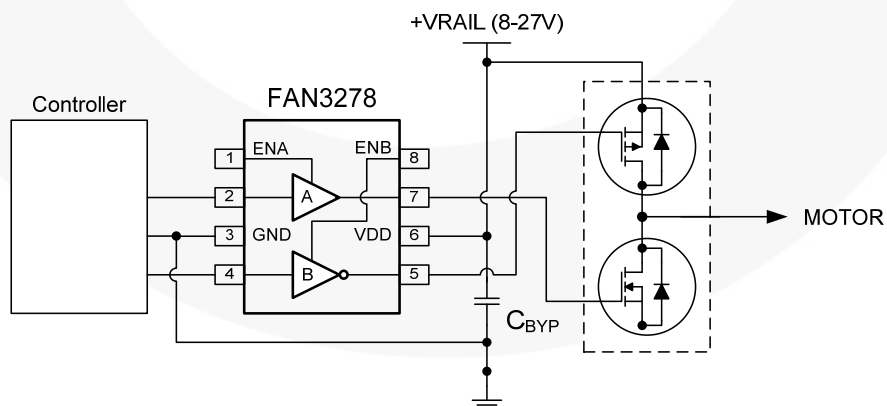 +VRAIL (8-27V)
Controller
FAN3278
1 ENA ENB 8
2 A 7
3 GND VDD 6
4 B 5
MOTOR
CBYP